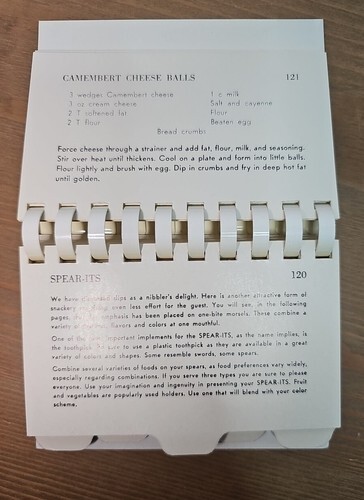 CAMEMBERT CHEESE BALLS 121
3 wedges Camembert cheese 1 c milk
1 oz cream cheese Salt and cayenne
2 T softened fat Flour
2 T flour Beaten egg
Bread crumbs
Force cheese through a strainer and add fat, flour, milk, and seasoning.
Stir over heat until thickens. Cool on a plate and form into little balls.
Flour lightly and brush with egg. Dip in crumbs and fry in deep hot fat
until golden.
SPEAR-ITS 120
We have dips as a nibbler's delight. Here is another attractive form of
snackery even less effort for the guest. You will see, in the following
pages, emphasis has been placed on one-bite morsels. These combine a
variety of flavors and colors at one mouthful.
One of the important implements for the SPEAR-ITS, as the name implies, is
the toothpick. sure to use a plastic toothpick as they are available in a great
variety of colors and shapes. Some resemble swords, some spears.
Combine several varieties of foods on your spears, as food preferences vary widely,
especially regarding combinations. If you serve three types you are sure to please
everyone. Use your imagination and ingenuity in presenting your SPEAR-ITS. Fruit
and vegetables are popularly used holders. Use one that will blend with your color
scheme.